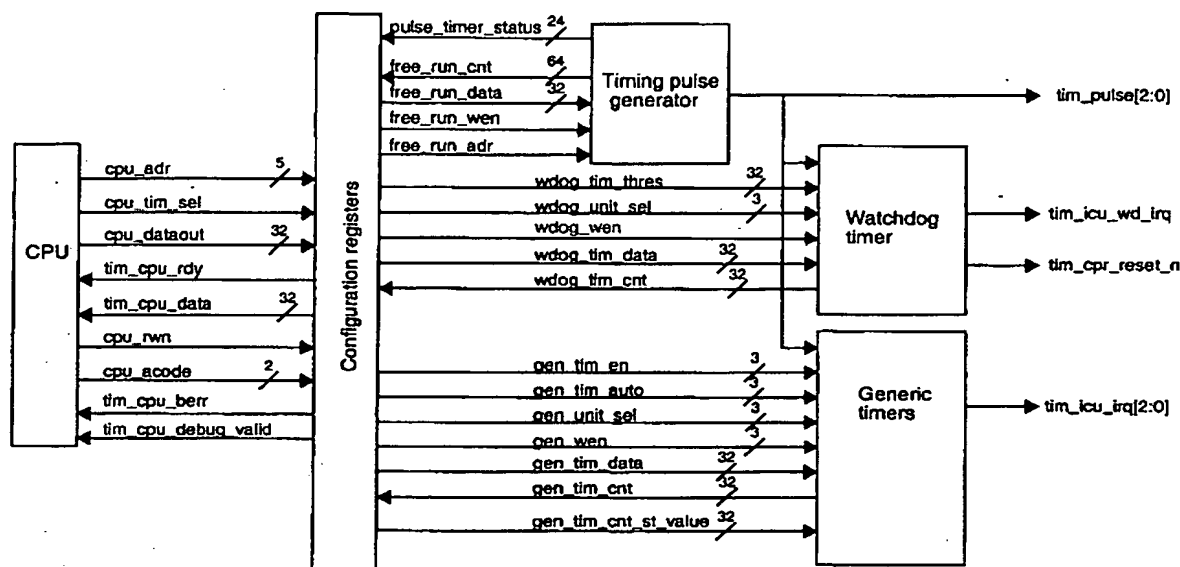 pulse_timer_status 24
free_run_cnt 64
free_run_data 32
free_run_wen
free_run_adr
Timing pulse
generator
tim_pulse[2:0]
CPU
cpu_adr 5
cpu_tim_sel
cpu_dataout 32
tim_cpu_rdy
tim_cpu_data 32
cpu_rwn
cpu_acode 2
tim_cpu_berr
tim_cpu_debug_valid
Configuration registers
wdog_tim_thres 32
wdog_unit_sel 3
wdog_wen
wdog_tim_data 32
wdog_tim_cnt 32
Watchdog
timer
tim_icu_wd_irq
tim_cpr_reset_n
gen_tim_en 3
gen_tim_auto 3
gen_unit_sel 3
gen_wen 3
gen_tim_data 32
gen_tim_cnt 32
gen_tim_cnt_st_value 32
Generic
timers
tim_icu_irq[2:0]